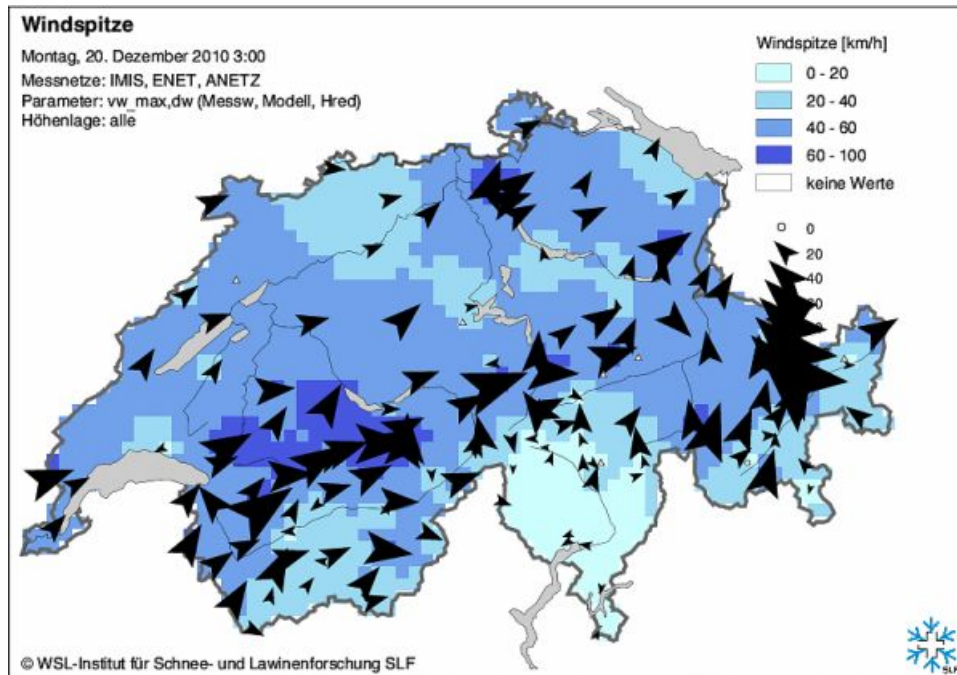 Windspitze
Montag, 20. Dezember 2010 3:00
Messnetze: IMIS, ENET, ANETZ
Parameter: vw_max,dw (Messw, Modell, Hred)
Höhenlage: alle
Windspitze [km/h]
0 - 20
20 - 40
40 - 60
60 - 100
keine Werte
0
20
40
© WSL-Institut für Schnee- und Lawinenforschung SLF
SLF